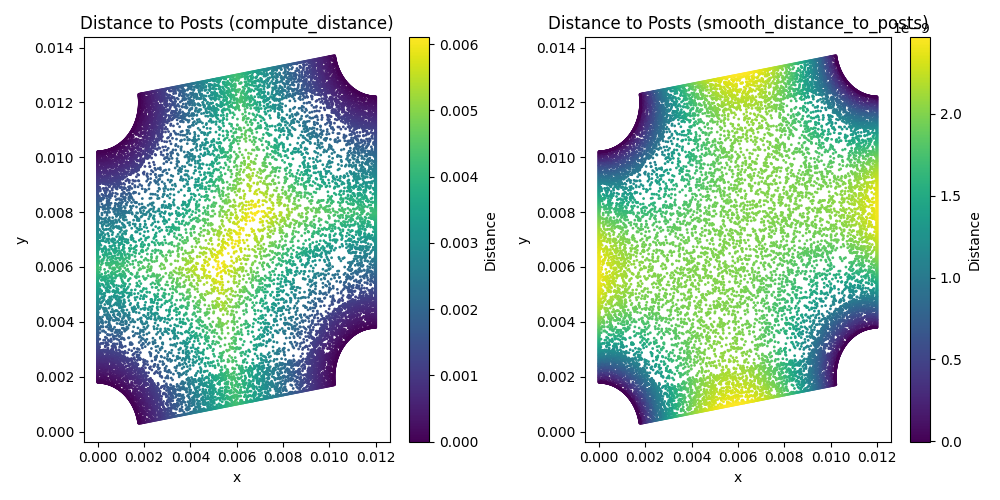 Distance to Posts (compute_distance)
0.014
0.012
0.010
0.008
0.006
0.004
0.002
0.000
y
0.000 0.002 0.004 0.006 0.008 0.010 0.012
x
0.006
0.005
0.004
0.003
0.002
0.001
0.000
Distance
Distance to Posts (smooth_distance_to_posts)
1e−9
0.014
0.012
0.010
0.008
0.006
0.004
0.002
0.000
y
0.000 0.002 0.004 0.006 0.008 0.010 0.012
x
2.0
1.5
1.0
0.5
0.0
Distance